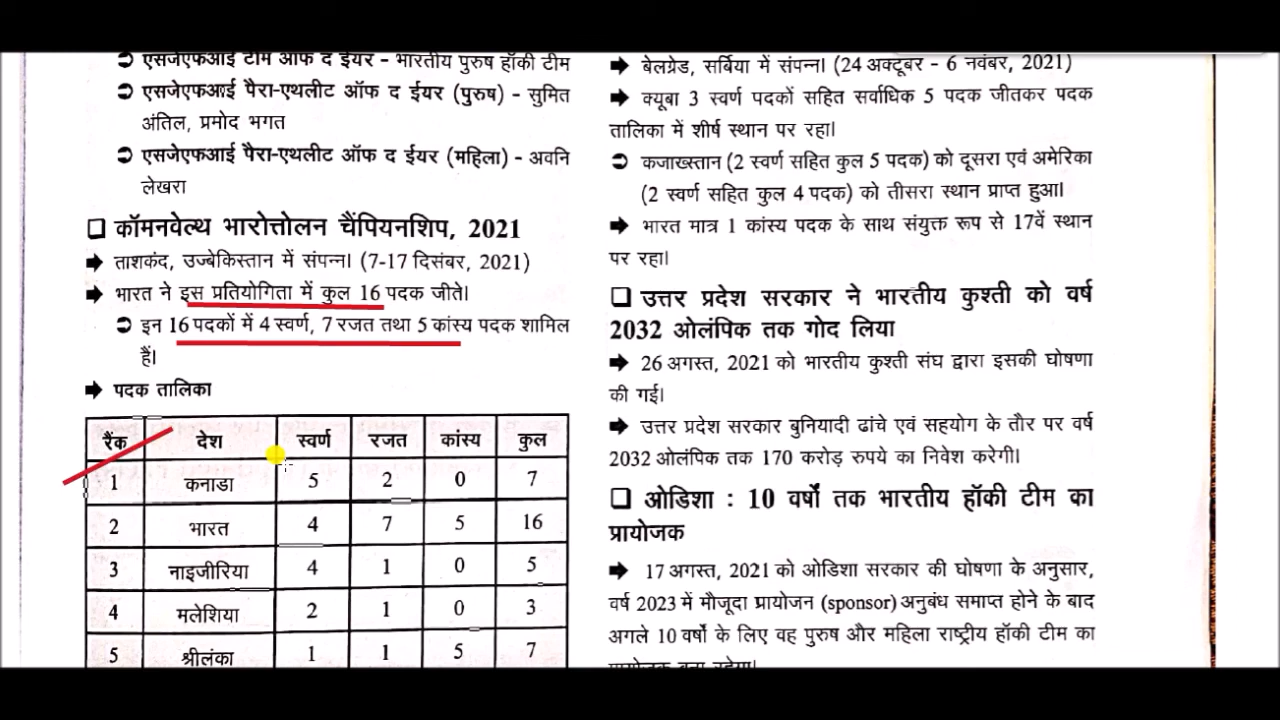 ➲ एसजेएफआई टीम ऑफ द ईयर - भारतीय पुरुष हॉकी टीम
➲ एसजेएफआई पैरा-एथलीट ऑफ द ईयर (पुरुष) - सुमित
अंतिल, प्रमोद भगत
➲ एसजेएफआई पैरा-एथलीट ऑफ द ईयर (महिला) - अवनि
लेखरा
❑ कॉमनवेल्थ भारोत्तोलन चैंपियनशिप, 2021
➡ ताशकंद, उज्बेकिस्तान में संपन्न। (7-17 दिसंबर, 2021)
➡ भारत ने इस प्रतियोगिता में कुल 16 पदक जीते।
➲ इन 16 पदकों में 4 स्वर्ण, 7 रजत तथा 5 कांस्य पदक शामिल
हैं।
➡ पदक तालिका
रैंक देश स्वर्ण रजत कांस्य कुल
1 कनाडा 5 2 0 7
2 भारत 4 7 5 16
3 नाइजीरिया 4 1 0 5
4 मलेशिया 2 1 0 3
5 श्रीलंका 1 1 5 7
➡ बेलग्रेड, सर्बिया में संपन्न। (24 अक्टूबर - 6 नवंबर, 2021)
➡ क्यूबा 3 स्वर्ण पदकों सहित सर्वाधिक 5 पदक जीतकर पदक
तालिका में शीर्ष स्थान पर रहा।
➲ कजाख्स्तान (2 स्वर्ण सहित कुल 5 पदक) को दूसरा एवं अमेरिका
(2 स्वर्ण सहित कुल 4 पदक) को तीसरा स्थान प्राप्त हुआ।
➡ भारत मात्र 1 कांस्य पदक के साथ संयुक्त रूप से 17वें स्थान
पर रहा।
❑ उत्तर प्रदेश सरकार ने भारतीय कुश्ती को वर्ष
2032 ओलंपिक तक गोद लिया
➡ 26 अगस्त, 2021 को भारतीय कुश्ती संघ द्वारा इसकी घोषणा
की गई।
➡ उत्तर प्रदेश सरकार बुनियादी ढांचे एवं सहयोग के तौर पर वर्ष
2032 ओलंपिक तक 170 करोड़ रुपये का निवेश करेगी।
❑ ओडिशा : 10 वर्षों तक भारतीय हॉकी टीम का
प्रायोजक
➡ 17 अगस्त, 2021 को ओडिशा सरकार की घोषणा के अनुसार,
वर्ष 2023 में मौजूदा प्रायोजन (sponsor) अनुबंध समाप्त होने के बाद
अगले 10 वर्षों के लिए वह पुरुष और महिला राष्ट्रीय हॉकी टीम का
प्रायोजक बना रहेगा।